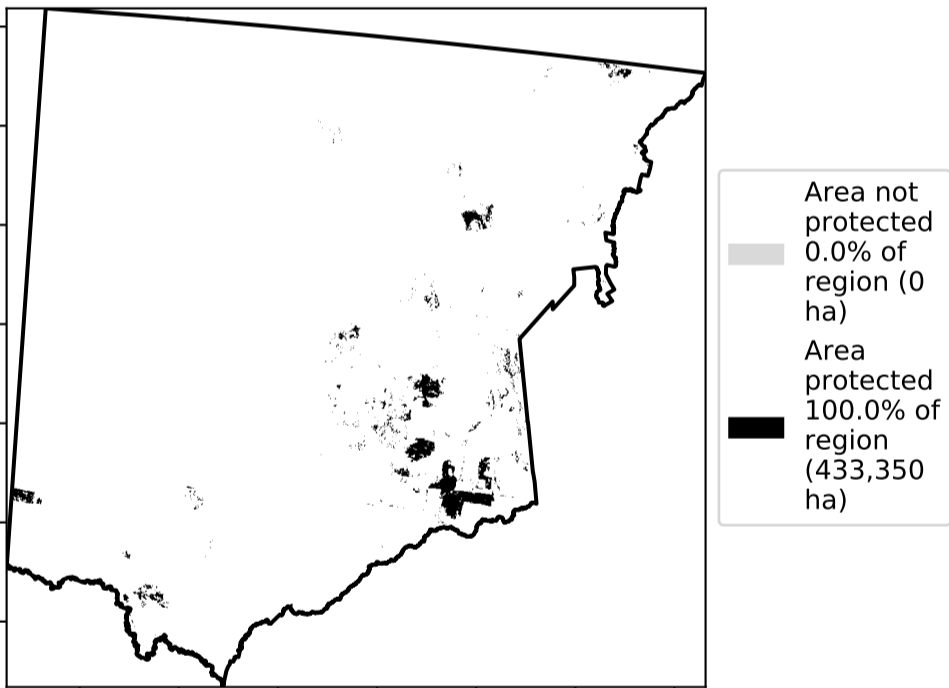 Area not
protected
0.0% of
region (0
ha)
Area
protected
100.0% of
region
(433,350
ha)